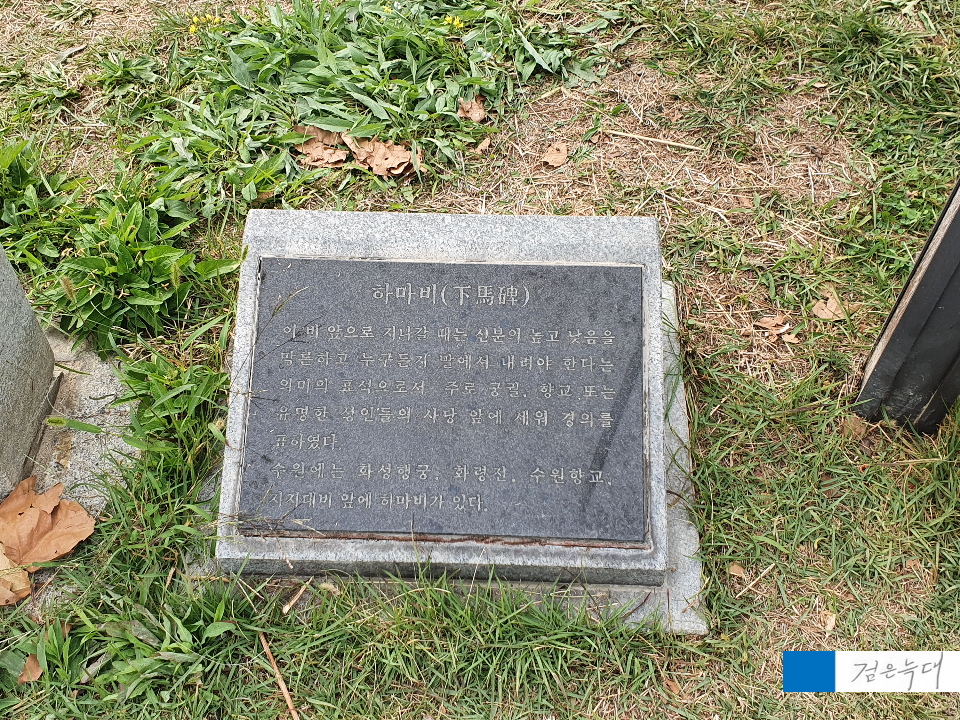 하마비(下馬碑)
이 비 앞으로 지나갈 때는 신분의 높고 낮음을
막론하고 누구든지 말에서 내려야 한다는
의미의 표석으로서, 주로 궁궐, 향교 또는
유명한 성인들의 사당 앞에 세워 경의를
표하였다.
수원에는 화성행궁, 화령전, 수원향교,
지지대비 앞에 하마비가 있다.
검은늑대